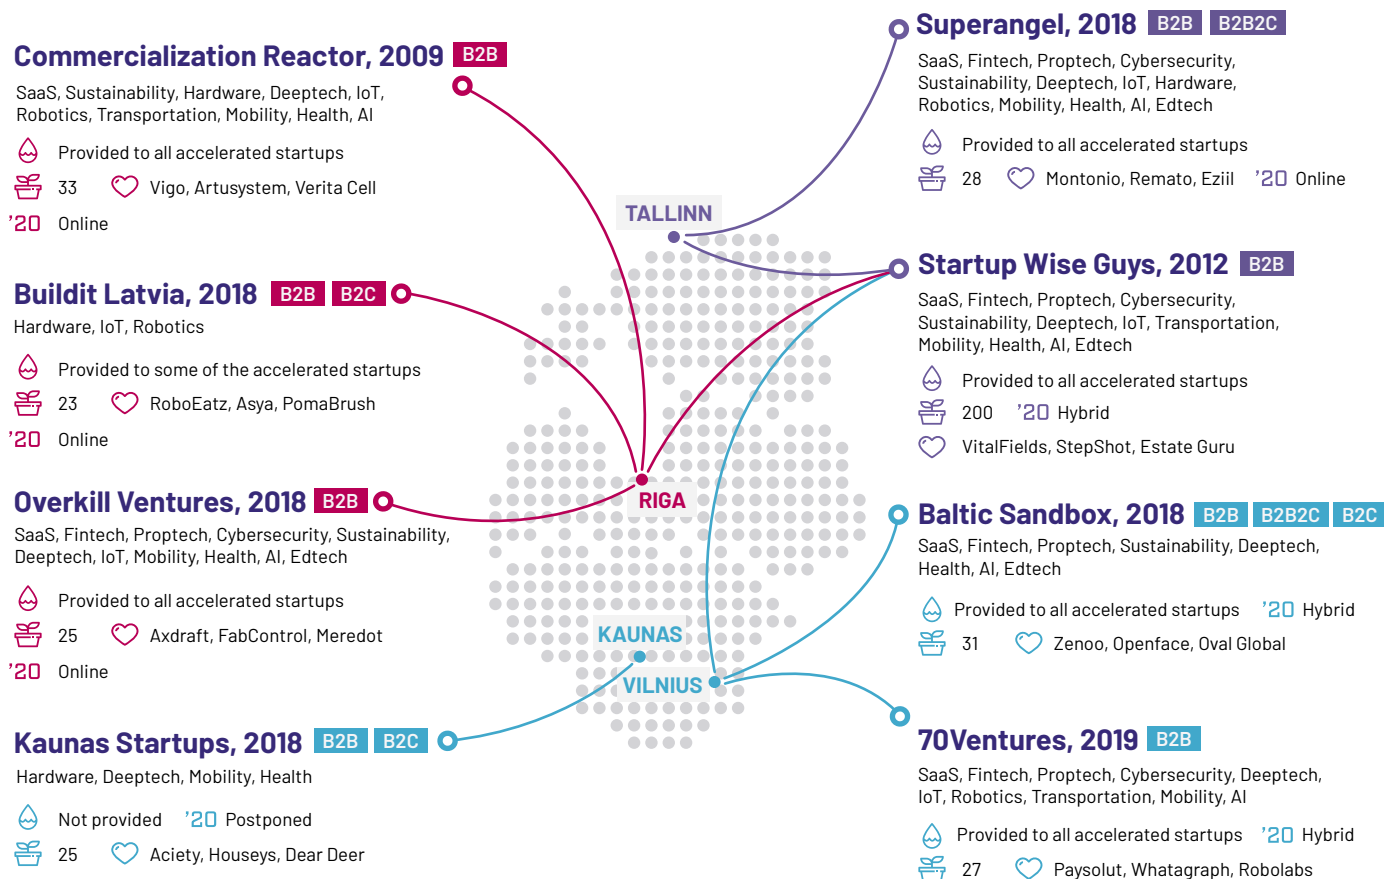 Commercialization Reactor, 2009 B2B
SaaS, Sustainability, Hardware, Deeptech, IoT,
Robotics, Transportation, Mobility, Health, AI
Provided to all accelerated startups
33 Vigo, Artusystem, Verita Cell
'20 Online
Buildit Latvia, 2018 B2B B2C
Hardware, IoT, Robotics
Provided to some of the accelerated startups
23 RoboEatz, Asya, PomaBrush
'20 Online
Overkill Ventures, 2018 B2B
SaaS, Fintech, Proptech, Cybersecurity, Sustainability,
Deeptech, IoT, Mobility, Health, AI, Edtech
Provided to all accelerated startups
25 Axdraft, FabControl, Meredot
'20 Online
Kaunas Startups, 2018 B2B B2C
Hardware, Deeptech, Mobility, Health
Not provided '20 Postponed
25 Aciety, Houseys, Dear Deer
TALLINN
RIGA
KAUNAS
VILNIUS
Superangel, 2018 B2B B2B2C
SaaS, Fintech, Proptech, Cybersecurity,
Sustainability, Deeptech, IoT, Hardware,
Robotics, Mobility, Health, AI, Edtech
Provided to all accelerated startups
28 Montonio, Remato, Eziil '20 Online
Startup Wise Guys, 2012 B2B
SaaS, Fintech, Proptech, Cybersecurity,
Sustainability, Deeptech, IoT, Transportation,
Mobility, Health, AI, Edtech
Provided to all accelerated startups
200 '20 Hybrid
VitalFields, StepShot, Estate Guru
Baltic Sandbox, 2018 B2B B2B2C B2C
SaaS, Fintech, Proptech, Sustainability, Deeptech,
Health, AI, Edtech
Provided to all accelerated startups '20 Hybrid
31 Zenoo, Openface, Oval Global
70Ventures, 2019 B2B
SaaS, Fintech, Proptech, Cybersecurity, Deeptech,
IoT, Robotics, Transportation, Mobility, AI
Provided to all accelerated startups '20 Hybrid
27 Paysolut, Whatagraph, Robolabs